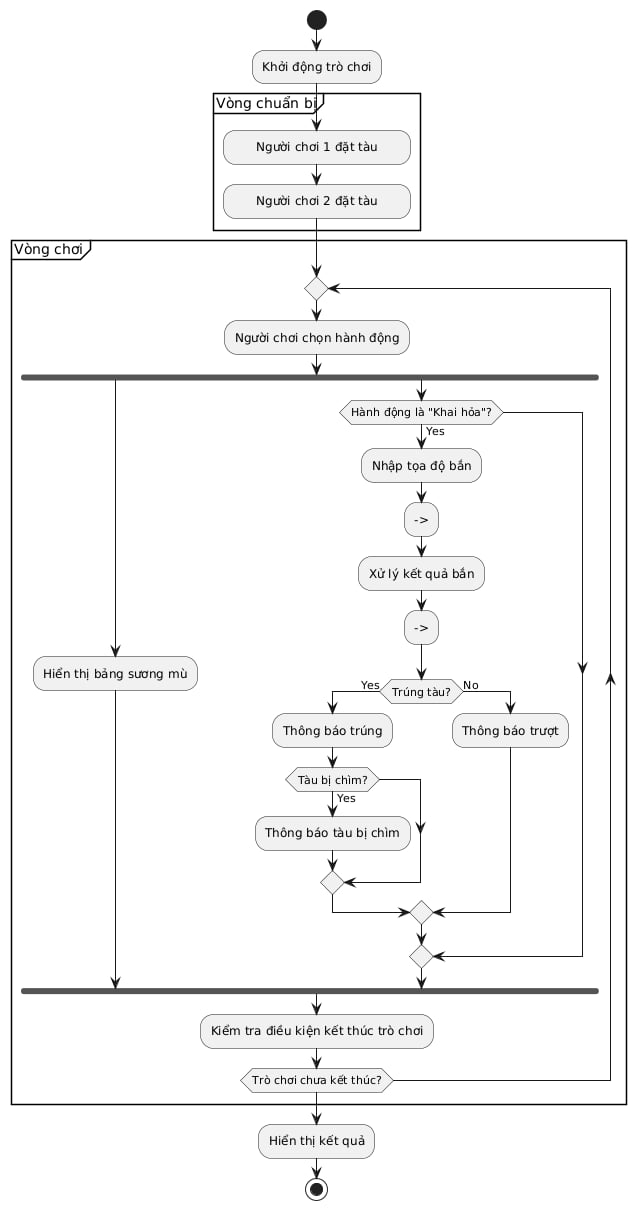 Khởi động trò chơi
Vòng chuẩn bị
Người chơi 1 đặt tàu
Người chơi 2 đặt tàu
Vòng chơi
Người chơi chọn hành động
Hành động là "Khai hỏa"?
Yes
Nhập tọa độ bắn
->
Xử lý kết quả bắn
->
Hiển thị bảng sương mù
Trúng tàu?
Yes
No
Thông báo trúng
Thông báo trượt
Tàu bị chìm?
Yes
Thông báo tàu bị chìm
Kiểm tra điều kiện kết thúc trò chơi
Trò chơi chưa kết thúc?
Hiển thị kết quả